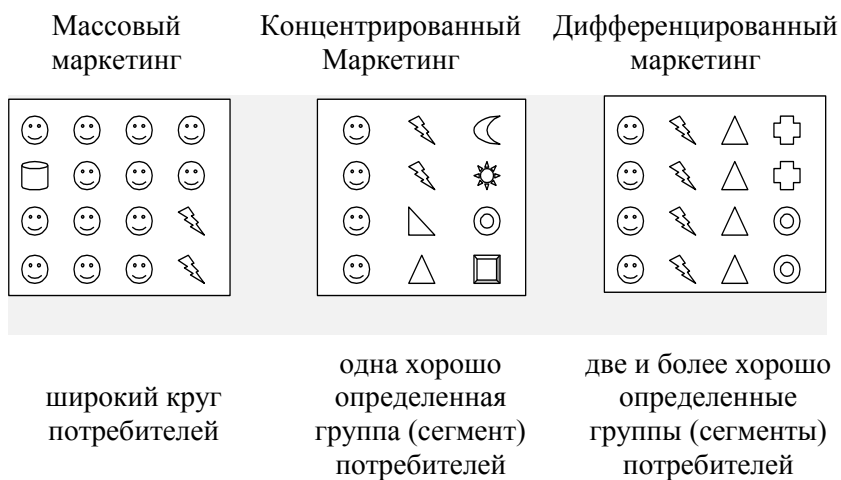 Массовый
маркетинг
Концентрированный
Маркетинг
Дифференцированный
маркетинг
широкий круг
потребителей
одна хорошо
определенная
группа (сегмент)
потребителей
две и более хорошо
определенные
группы (сегменты)
потребителей